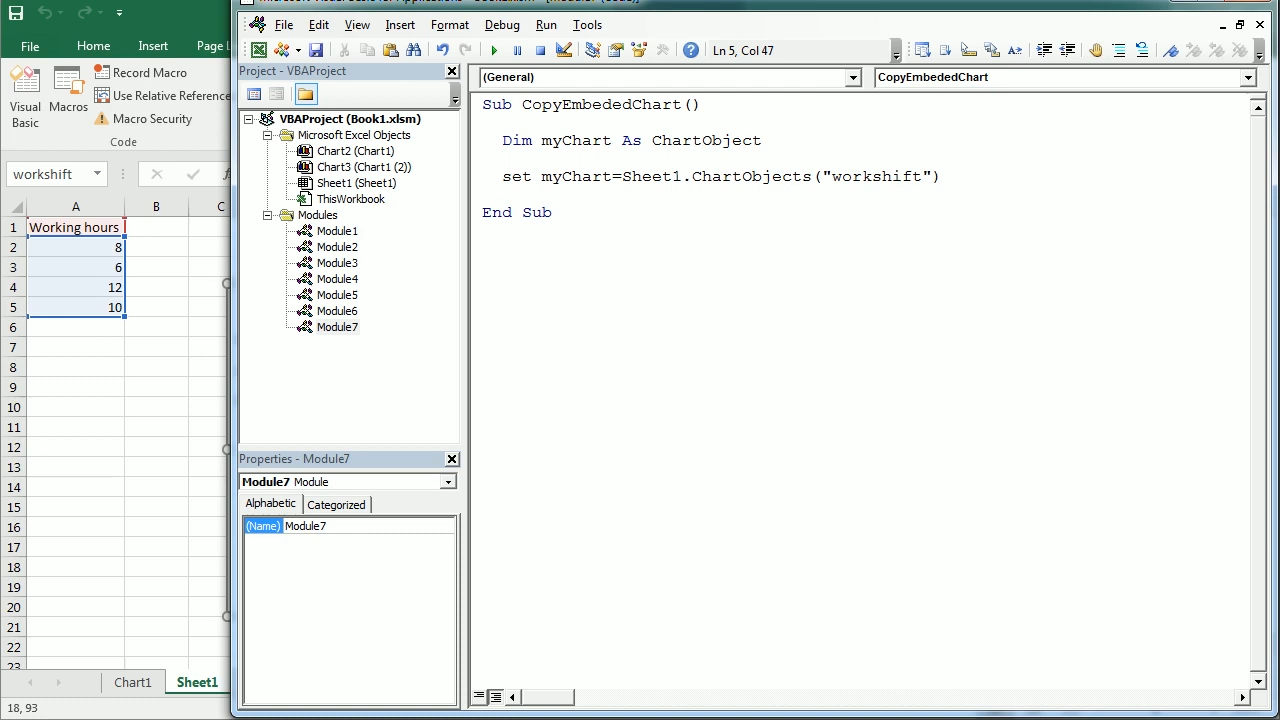 File Edit View Insert Format Debug Run Tools
File Home Insert Page L
Visual Basic
Macros
Record Macro
Use Relative Reference
Macro Security
Code
workshift
A B C
1 Working hours
2 8
3 6
4 12
5 10
6
7
8
9
10
11
12
13
14
15
16
17
18
19
20
21
22
23
Chart1 Sheet1
18, 93
Ln 5, Col 47
Project - VBAProject
VBAProject (Book1.xlsm)
Microsoft Excel Objects
Chart2 (Chart1)
Chart3 (Chart1 (2))
Sheet1 (Sheet1)
ThisWorkbook
Modules
Module1
Module2
Module3
Module4
Module5
Module6
Module7
Properties - Module7
Module7 Module
Alphabetic Categorized
(Name) Module7
(General) CopyEmbededChart
Sub CopyEmbededChart()
Dim myChart As ChartObject
set myChart=Sheet1.ChartObjects("workshift")
End Sub